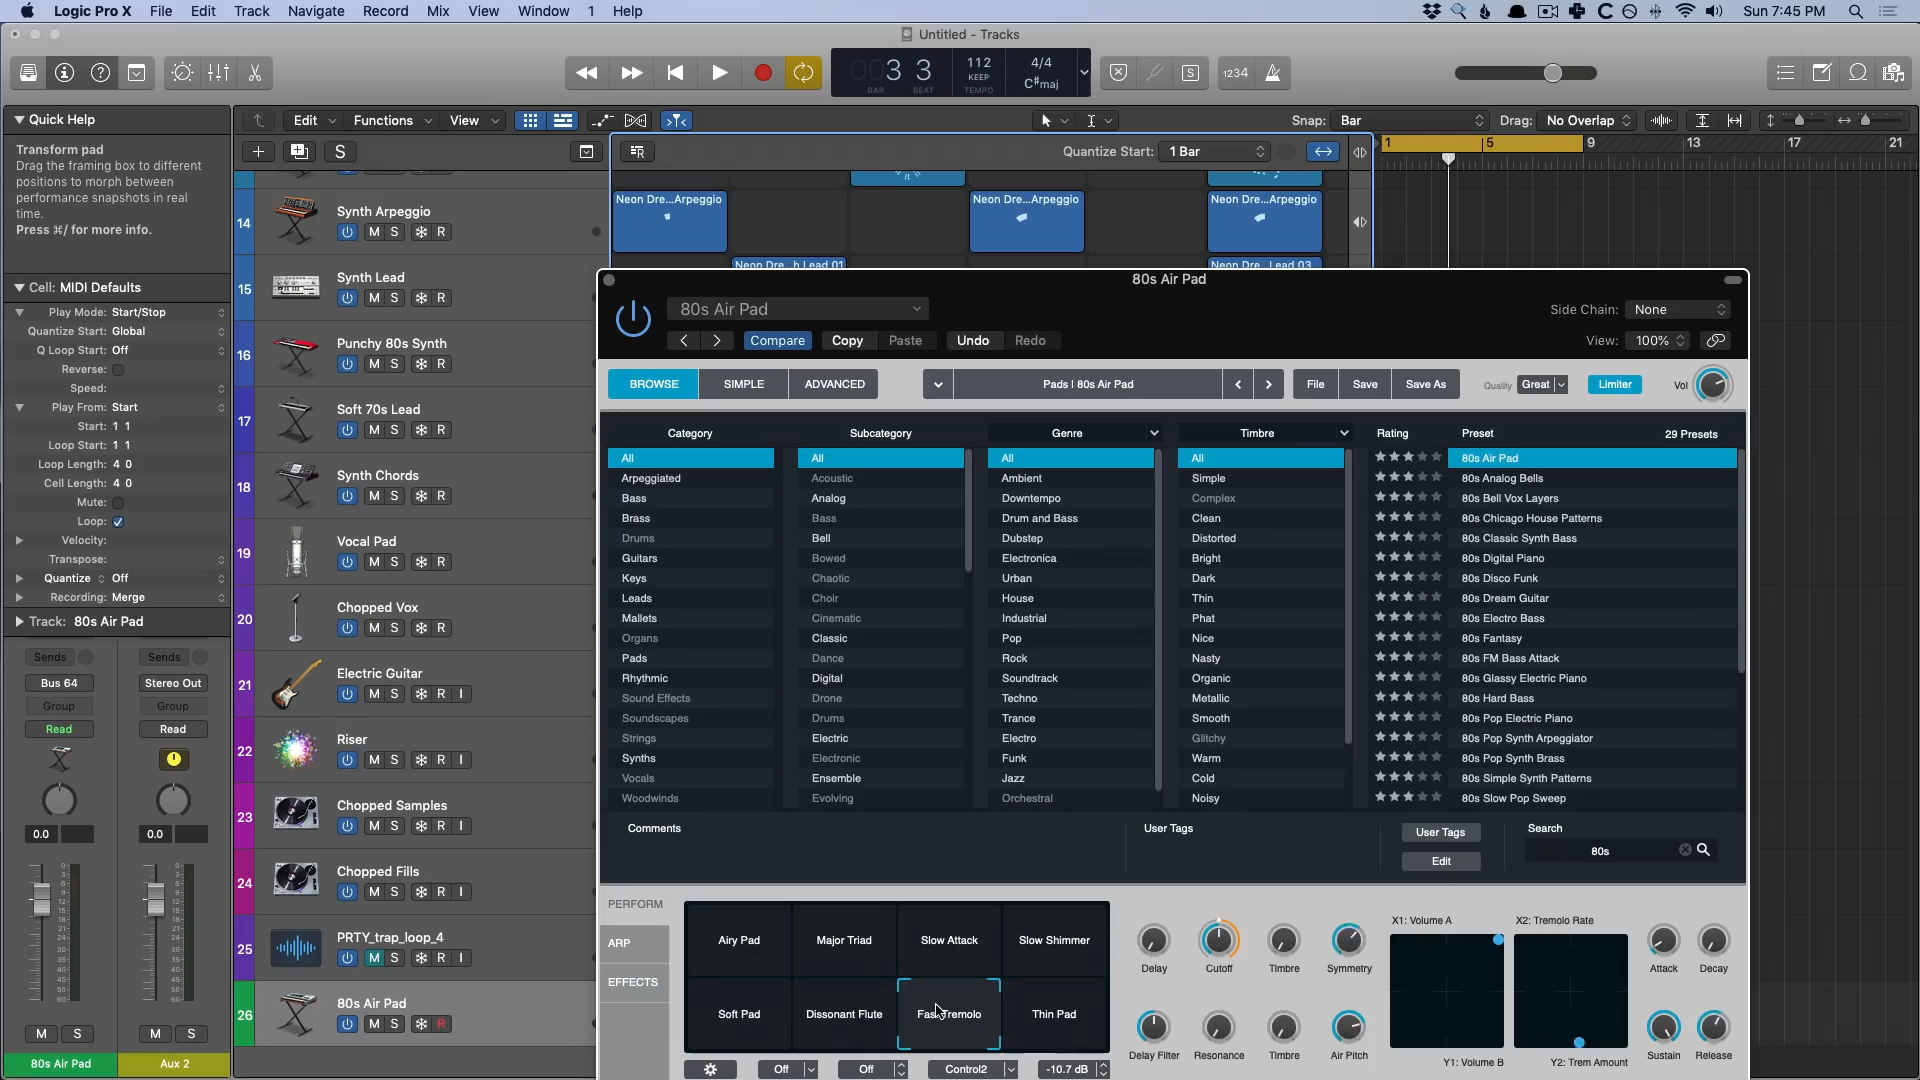 Logic Pro X File Edit Track Navigate Record Mix View Window 1 Help
Sun 7:45 PM
Untitled - Tracks
3 3
BAR BEAT
112
KEEP
TEMPO
4/4
C#maj
1234
Quick Help
Transform pad
Drag the framing box to different
positions to morph between
performance snapshots in real
time.
Press ⌘/ for more info.
Cell: MIDI Defaults
Play Mode: Start/Stop
Quantize Start: Global
Q Loop Start: Off
Reverse:
Speed:
Play From: Start
Start: 1 1
Loop Start: 1 1
Loop Length: 4 0
Cell Length: 4 0
Mute:
Loop:
Velocity:
Transpose:
Quantize Off
Recording: Merge
Track: 80s Air Pad
Sends Sends
Bus 64 Stereo Out
Group Group
Read Read
0.0 0.0
M S M S
80s Air Pad Aux 2
Edit Functions View
Snap: Bar
Drag: No Overlap
S
Quantize Start: 1 Bar
1 5 9 13 17 21
14 Synth Arpeggio
M S R
15 Synth Lead
M S R
16 Punchy 80s Synth
M S R
17 Soft 70s Lead
M S R
18 Synth Chords
M S R
19 Vocal Pad
M S R
20 Chopped Vox
M S R
21 Electric Guitar
M S R I
22 Riser
M S R I
23 Chopped Samples
M S R I
24 Chopped Fills
M S R I
25 PRTY_trap_loop_4
M S R I
26 80s Air Pad
M S R
Neon Dre...Arpeggio Neon Dre...Arpeggio Neon Dre...Arpeggio
Neon Dre...h Lead 01 Neon Dre...Lead 03
80s Air Pad
80s Air Pad
Side Chain: None
Compare Copy Paste Undo Redo
View: 100%
BROWSE SIMPLE ADVANCED
Pads | 80s Air Pad
File Save Save As
Quality Great
Limiter
Vol
Category
All
Arpeggiated
Bass
Brass
Drums
Guitars
Keys
Leads
Mallets
Organs
Pads
Rhythmic
Sound Effects
Soundscapes
Strings
Synths
Vocals
Woodwinds
Subcategory
All
Acoustic
Analog
Bass
Bell
Bowed
Chaotic
Choir
Cinematic
Classic
Dance
Digital
Drone
Drums
Electric
Electronic
Ensemble
Evolving
Genre
All
Ambient
Downtempo
Drum and Bass
Dubstep
Electronica
Urban
House
Industrial
Pop
Rock
Soundtrack
Techno
Trance
Electro
Funk
Jazz
Orchestral
Timbre
All
Simple
Complex
Clean
Distorted
Bright
Dark
Thin
Phat
Nice
Nasty
Organic
Metallic
Smooth
Glitchy
Warm
Cold
Noisy
Rating
Preset 29 Presets
80s Air Pad
80s Analog Bells
80s Bell Vox Layers
80s Chicago House Patterns
80s Classic Synth Bass
80s Digital Piano
80s Disco Funk
80s Dream Guitar
80s Electro Bass
80s Fantasy
80s FM Bass Attack
80s Glassy Electric Piano
80s Hard Bass
80s Pop Electric Piano
80s Pop Synth Arpeggiator
80s Pop Synth Brass
80s Simple Synth Patterns
80s Slow Pop Sweep
Comments
User Tags
User Tags
Edit
Search
80s
PERFORM
ARP
EFFECTS
Airy Pad Major Triad Slow Attack Slow Shimmer
Soft Pad Dissonant Flute Fast Tremolo Thin Pad
Off Off Control2 -10.7 dB
Delay Cutoff Timbre Symmetry
Delay Filter Resonance Timbre Air Pitch
X1: Volume A X2: Tremolo Rate
Y1: Volume B Y2: Trem Amount
Attack Decay
Sustain Release